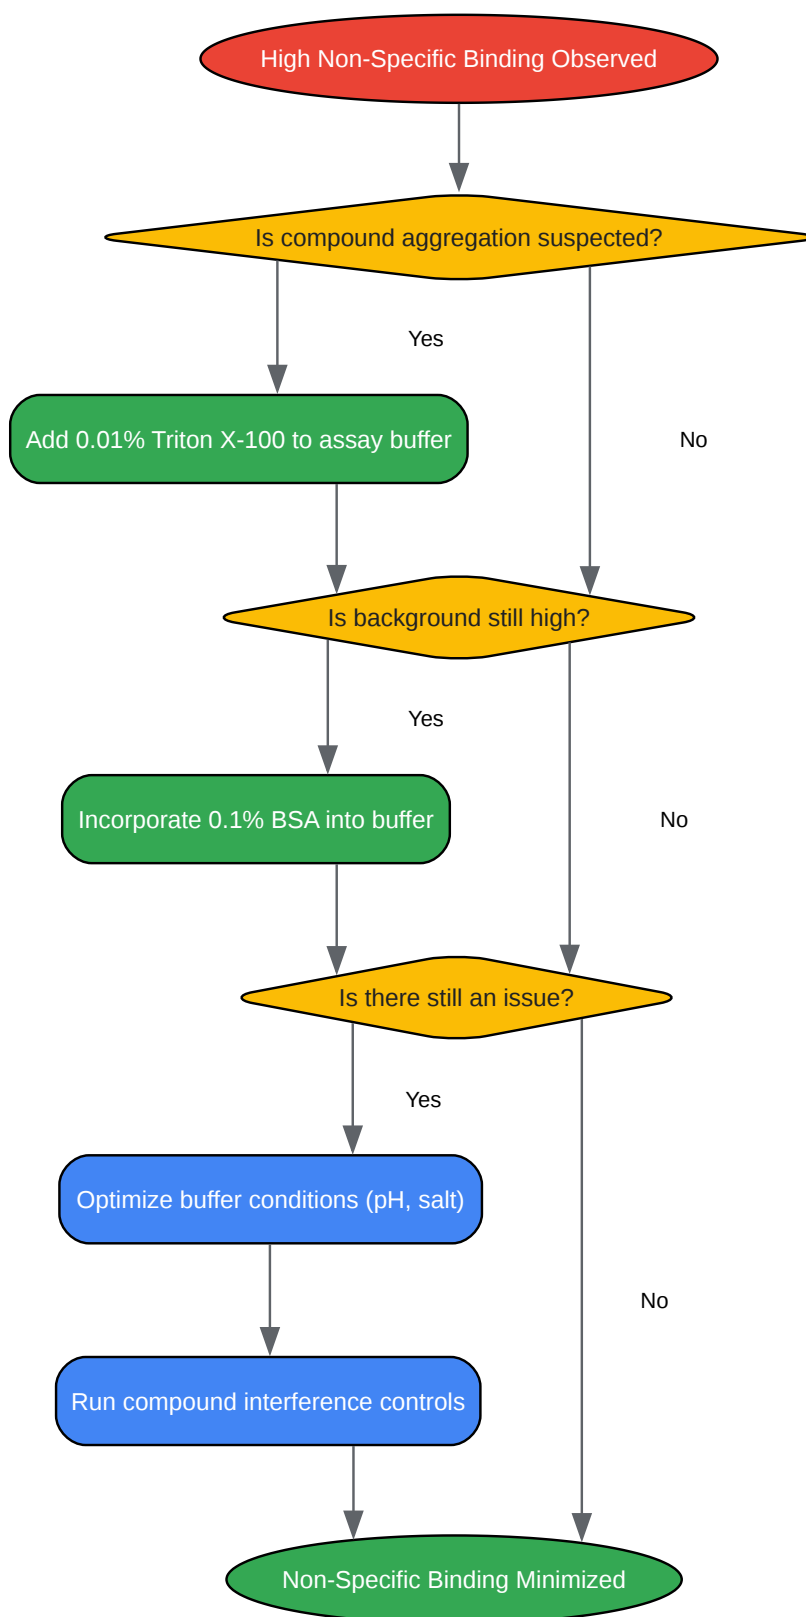 High Non-Specific Binding Observed
Is compound aggregation suspected?
Yes
Add 0.01% Triton X-100 to assay buffer
No
Is background still high?
Yes
Incorporate 0.1% BSA into buffer
No
Is there still an issue?
Yes
Optimize buffer conditions (pH, salt)
No
Run compound interference controls
Non-Specific Binding Minimized